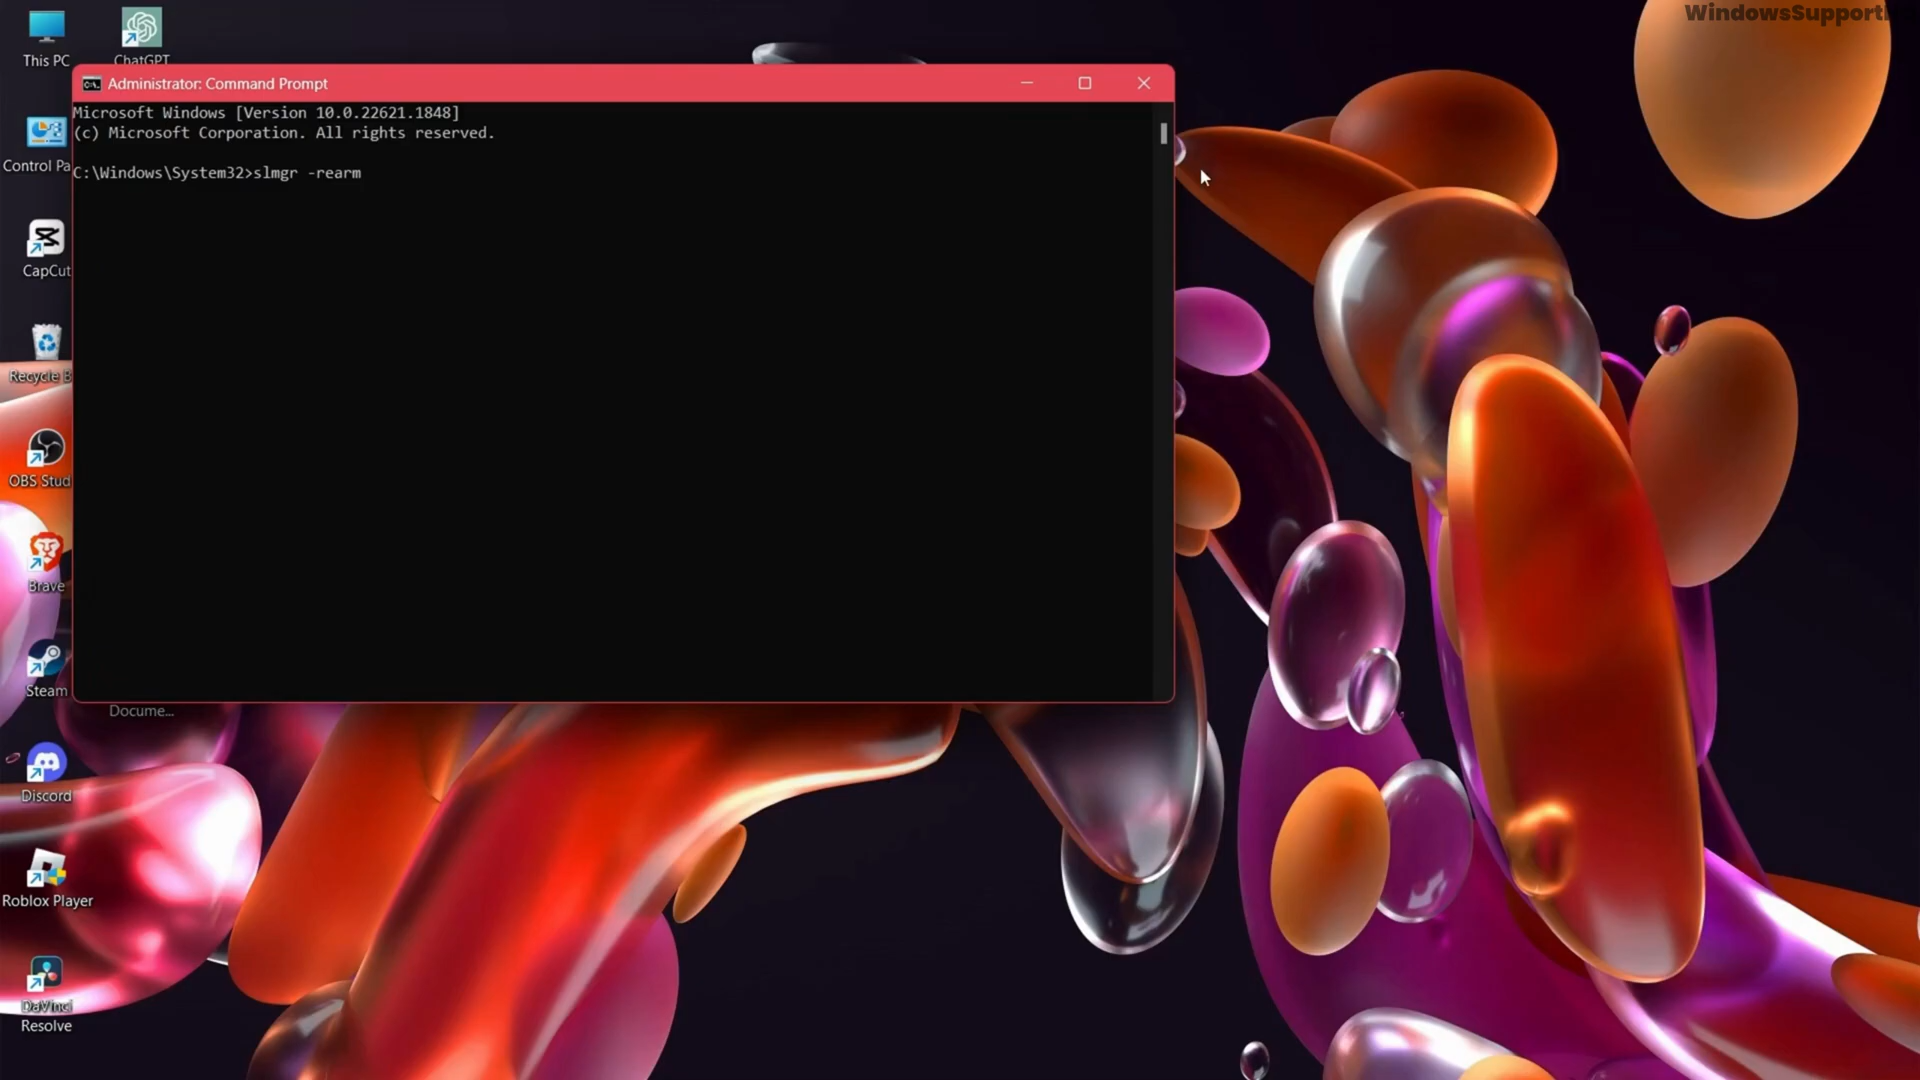 WindowsSupport
This PC
ChatGPT
Administrator: Command Prompt
Microsoft Windows [Version 10.0.22621.1848]
(c) Microsoft Corporation. All rights reserved.
Control Pa
C:\Windows\System32>slmgr -rearm
CapCut
Recycle B
OBS Stud
Brave
Steam
Docume...
Discord
Roblox Player
DaVinci
Resolve